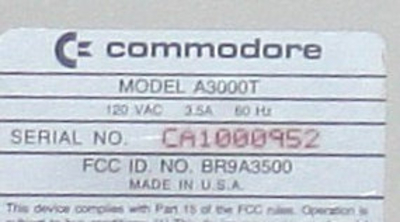 commodore
MODEL A3000T
120 VAC 3.5A 60 Hz
SERIAL NO. CA1000952
FCC ID. NO. BR9A3500
MADE IN U.S.A.
This device complies with Part 15 of the FCC rules. Operation is